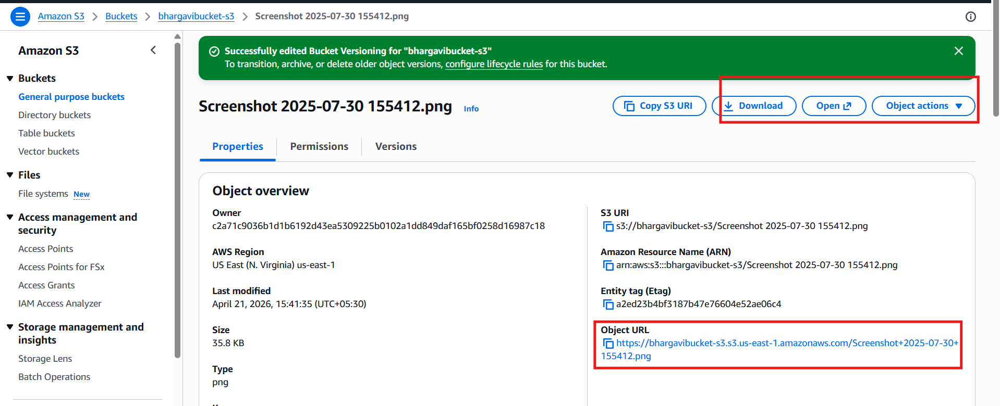 Amazon S3 > Buckets > bhargavibucket-s3 > Screenshot 2025-07-30 155412.png
Amazon S3
Buckets
General purpose buckets
Directory buckets
Table buckets
Vector buckets
Files
File systems New
Access management and
security
Access Points
Access Points for FSx
Access Grants
IAM Access Analyzer
Storage management and
insights
Storage Lens
Batch Operations
Successfully edited Bucket Versioning for "bhargavibucket-s3"
To transition, archive, or delete older object versions, configure lifecycle rules for this bucket.
Screenshot 2025-07-30 155412.png Info
Copy S3 URI Download Open Object actions
Properties Permissions Versions
Object overview
Owner
c2a71c9036b1d1b6192d43ea5309225b0102a1dd849daf165bf0258d16987c18
AWS Region
US East (N. Virginia) us-east-1
Last modified
April 21, 2026, 15:41:35 (UTC+05:30)
Size
35.8 KB
Type
png
S3 URI
s3://bhargavibucket-s3/Screenshot 2025-07-30 155412.png
Amazon Resource Name (ARN)
arn:aws:s3:::bhargavibucket-s3/Screenshot 2025-07-30 155412.png
Entity tag (Etag)
a2ed23b4bf3187b47e76604e52ae06c4
Object URL
https://bhargavibucket-s3.s3.us-east-1.amazonaws.com/Screenshot+2025-07-30+
155412.png